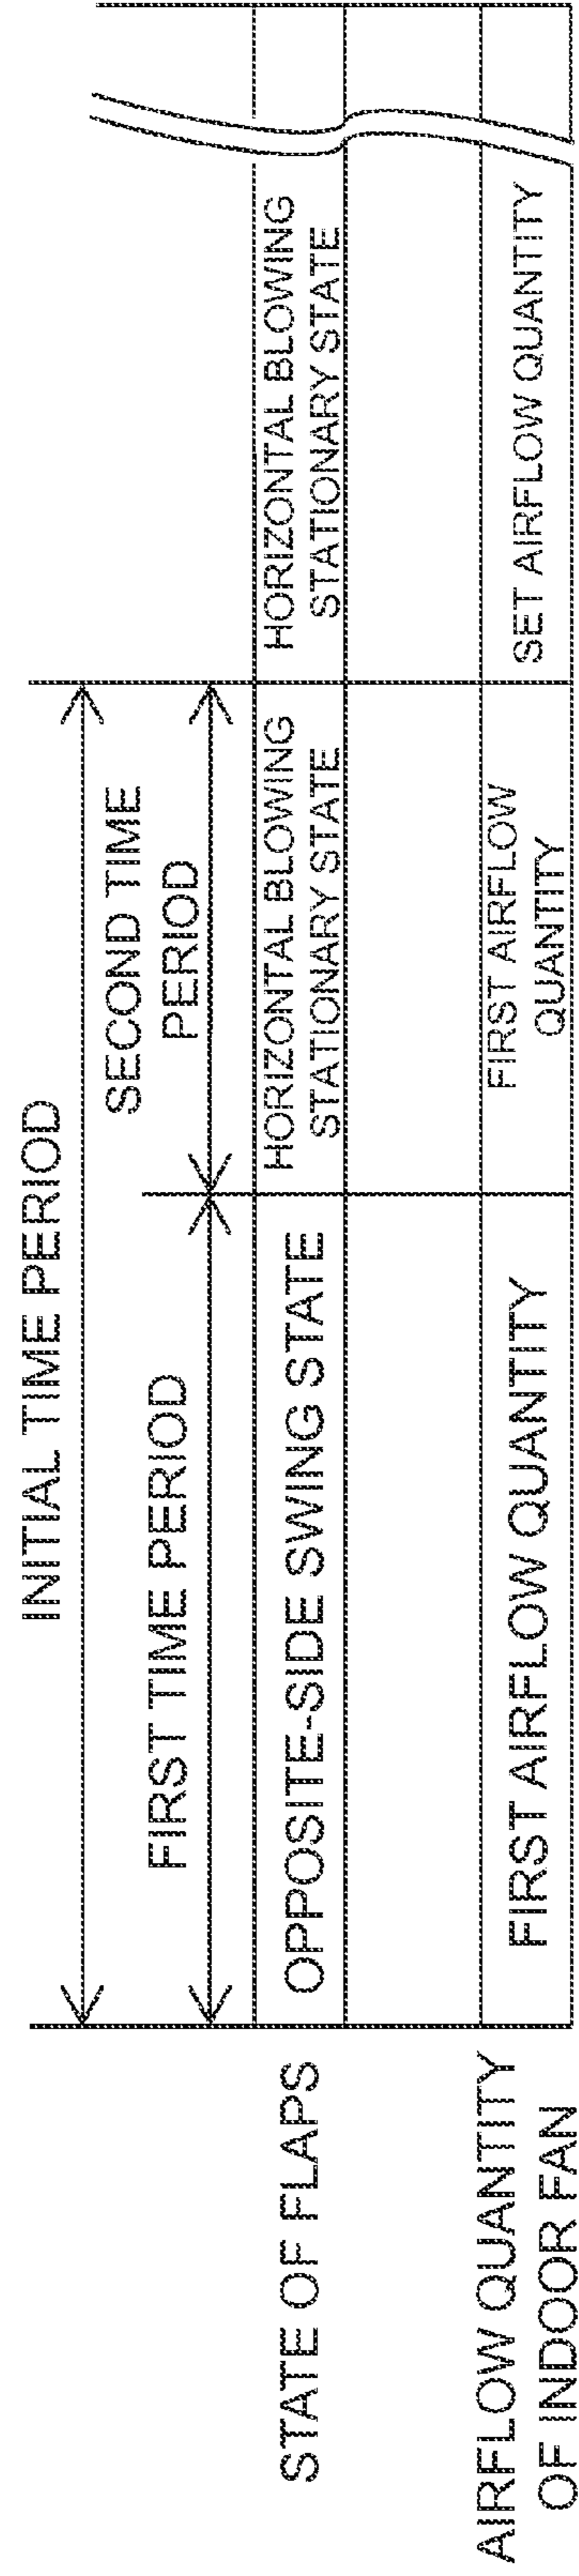 INITIAL TIME PERIOD
FIRST TIME PERIOD
SECOND TIME
PERIOD
STATE OF FLAPS
OPPOSITE-SIDE SWING STATE
HORIZONTAL BLOWING
STATIONARY STATE
HORIZONTAL BLOWING
STATIONARY STATE
AIRFLOW QUANTITY
OF INDOOR FAN
FIRST AIRFLOW QUANTITY
FIRST AIRFLOW
QUANTITY
SET AIRFLOW QUANTITY